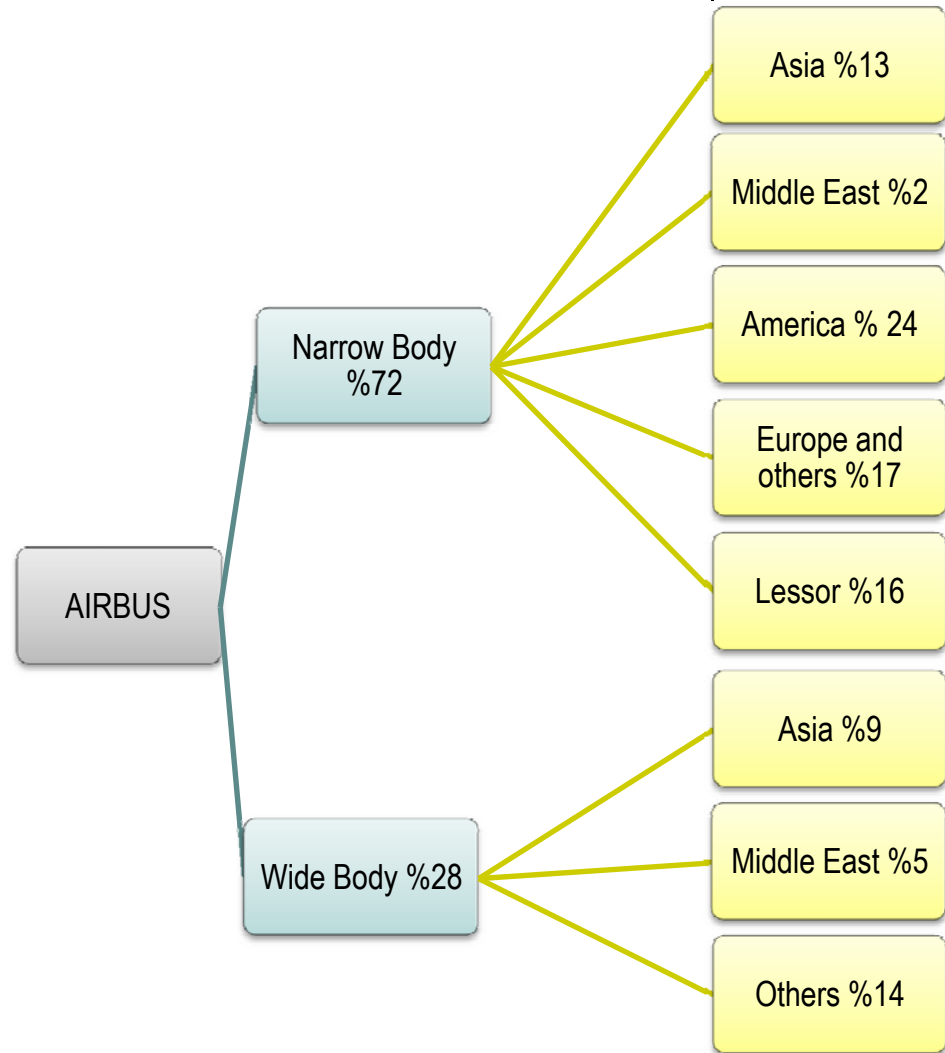 AIRBUS
Narrow Body
%72
Asia %13
Middle East %2
America % 24
Europe and
others %17
Lessor %16
Wide Body %28
Asia %9
Middle East %5
Others %14